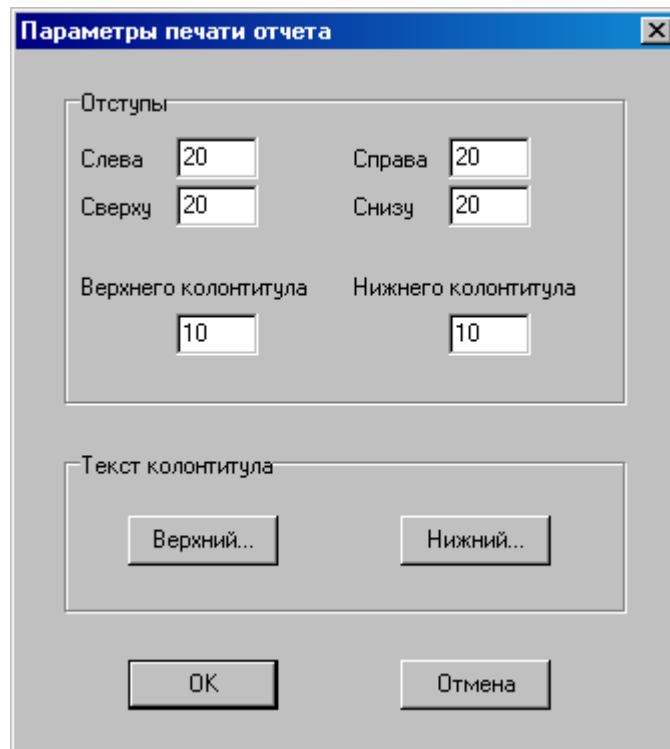 Параметры печати отчета
Отступы
Слева 20 Справа 20
Сверху 20 Снизу 20
Верхнего колонтитула Нижнего колонтитула
10 10
Текст колонтитула
Верхний... Нижний...
OK Отмена